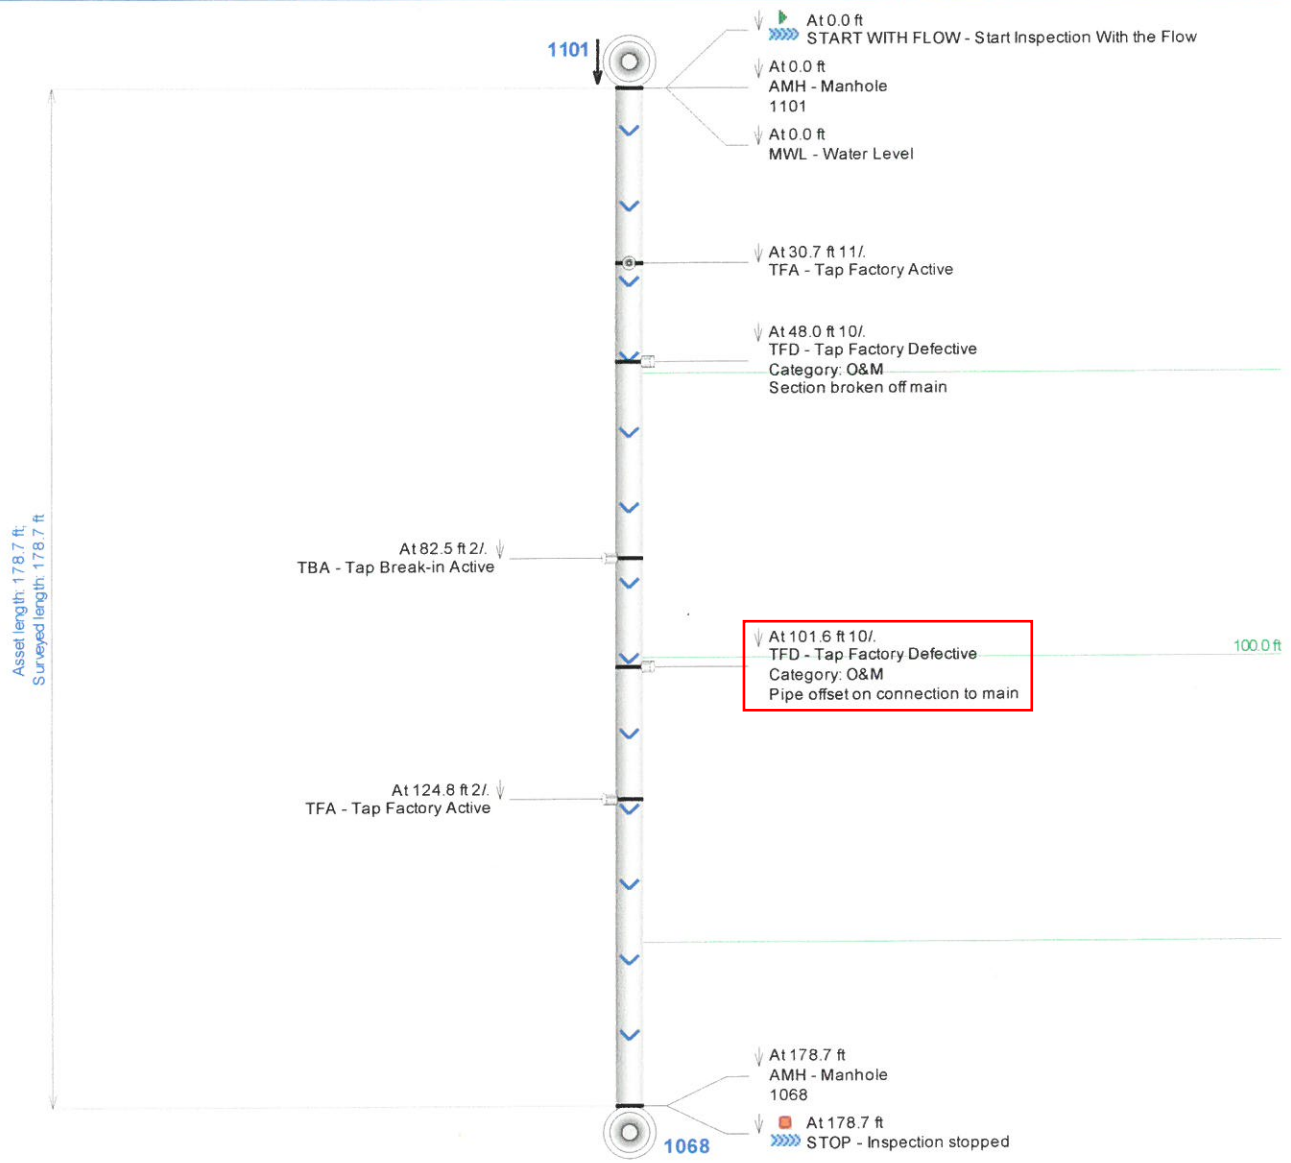 1101
At 0.0 ft
START WITH FLOW - Start Inspection With the Flow
At 0.0 ft
AMH - Manhole
1101
At 0.0 ft
MWL - Water Level
At 30.7 ft 11/.
TFA - Tap Factory Active
At 48.0 ft 10/.
TFD - Tap Factory Defective
Category: O&M
Section broken off main
Asset length: 178.7 ft;
Surveyed length: 178.7 ft
At 82.5 ft 2/.
TBA - Tap Break-in Active
At 101.6 ft 10/.
TFD - Tap Factory Defective
Category: O&M
Pipe offset on connection to main
100.0 ft
At 124.8 ft 2/.
TFA - Tap Factory Active
At 178.7 ft
AMH - Manhole
1068
At 178.7 ft
STOP - Inspection stopped
1068